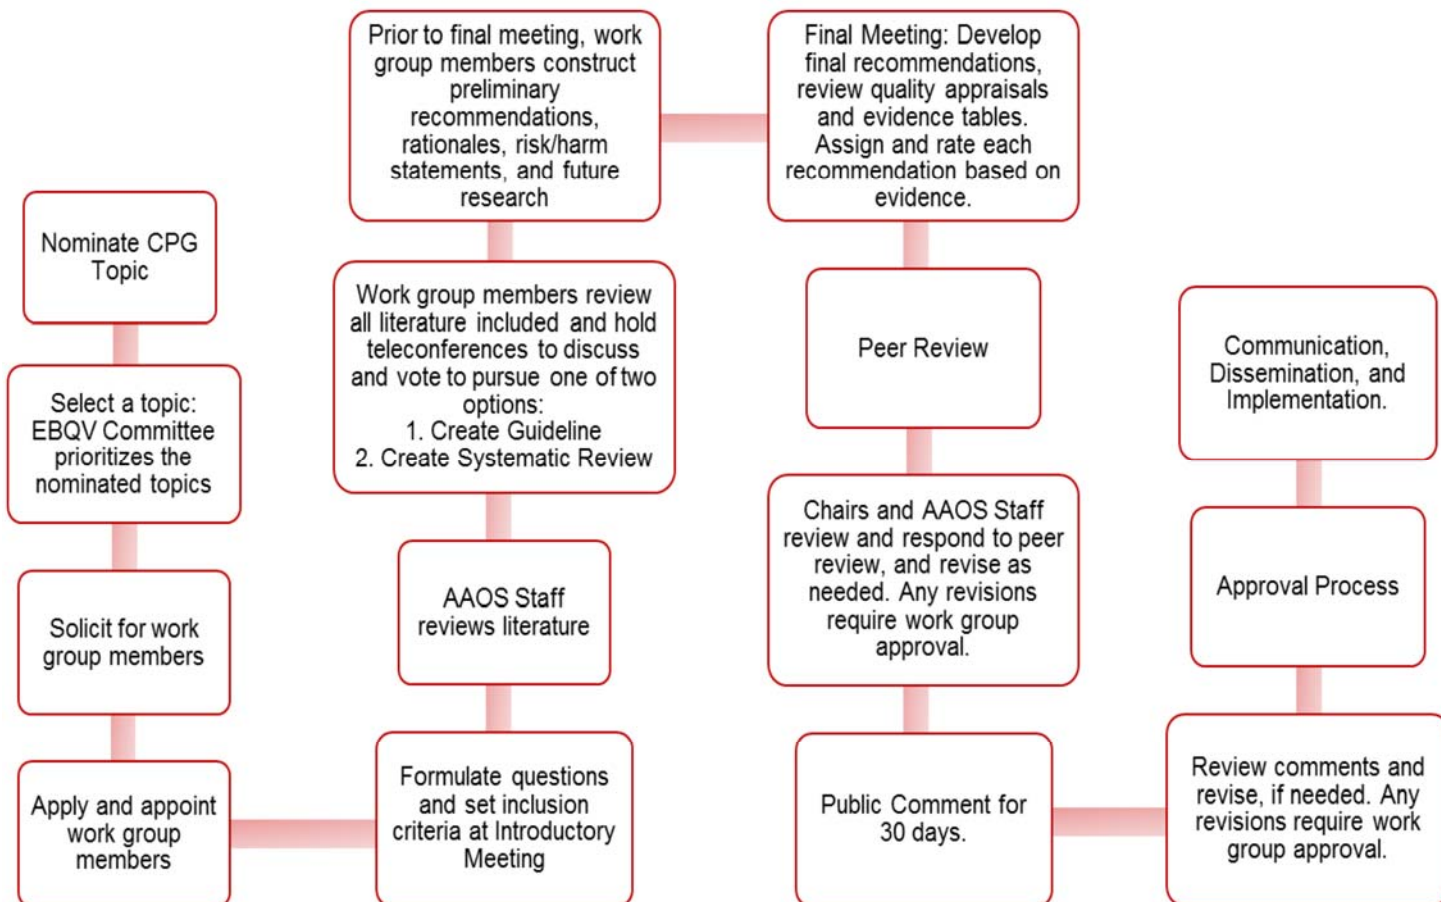 Nominate CPG
Topic
Select a topic:
EBQV Committee
prioritizes the
nominated topics
Solicit for work
group members
Apply and appoint
work group
members
Formulate questions
and set inclusion
criteria at Introductory
Meeting
AAOS Staff
reviews literature
Work group members review
all literature included and hold
teleconferences to discuss
and vote to pursue one of two
options:
1. Create Guideline
2. Create Systematic Review
Prior to final meeting, work
group members construct
preliminary
recommendations,
rationales, risk/harm
statements, and future
research
Final Meeting: Develop
final recommendations,
review quality appraisals
and evidence tables.
Assign and rate each
recommendation based on
evidence.
Peer Review
Chairs and AAOS Staff
review and respond to peer
review, and revise as
needed. Any revisions
require work group
approval.
Public Comment for
30 days.
Review comments and
revise, if needed. Any
revisions require work
group approval.
Approval Process
Communication,
Dissemination, and
Implementation.